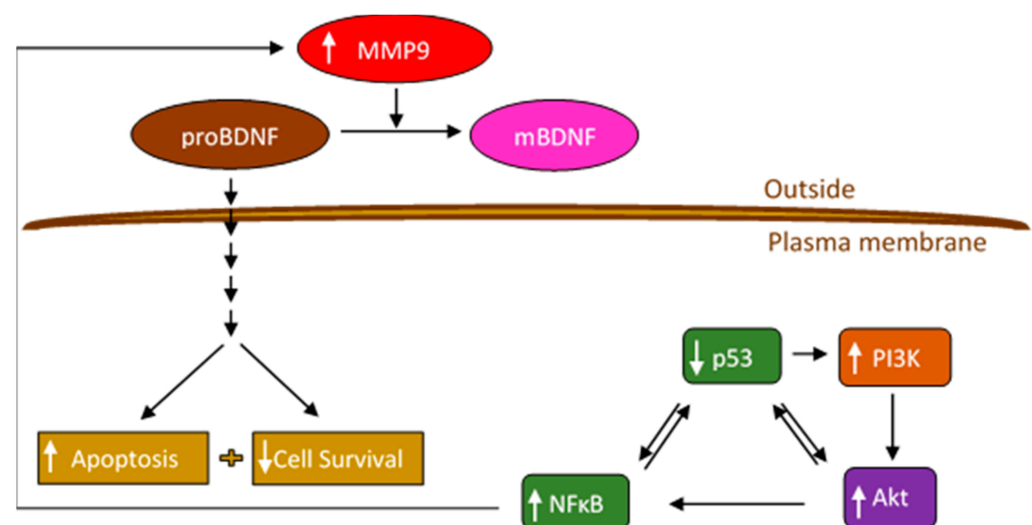 MMP9
proBDNF
mBDNF
Outside
Plasma membrane
p53
PI3K
Apoptosis
+
Cell Survival
NFκB
Akt